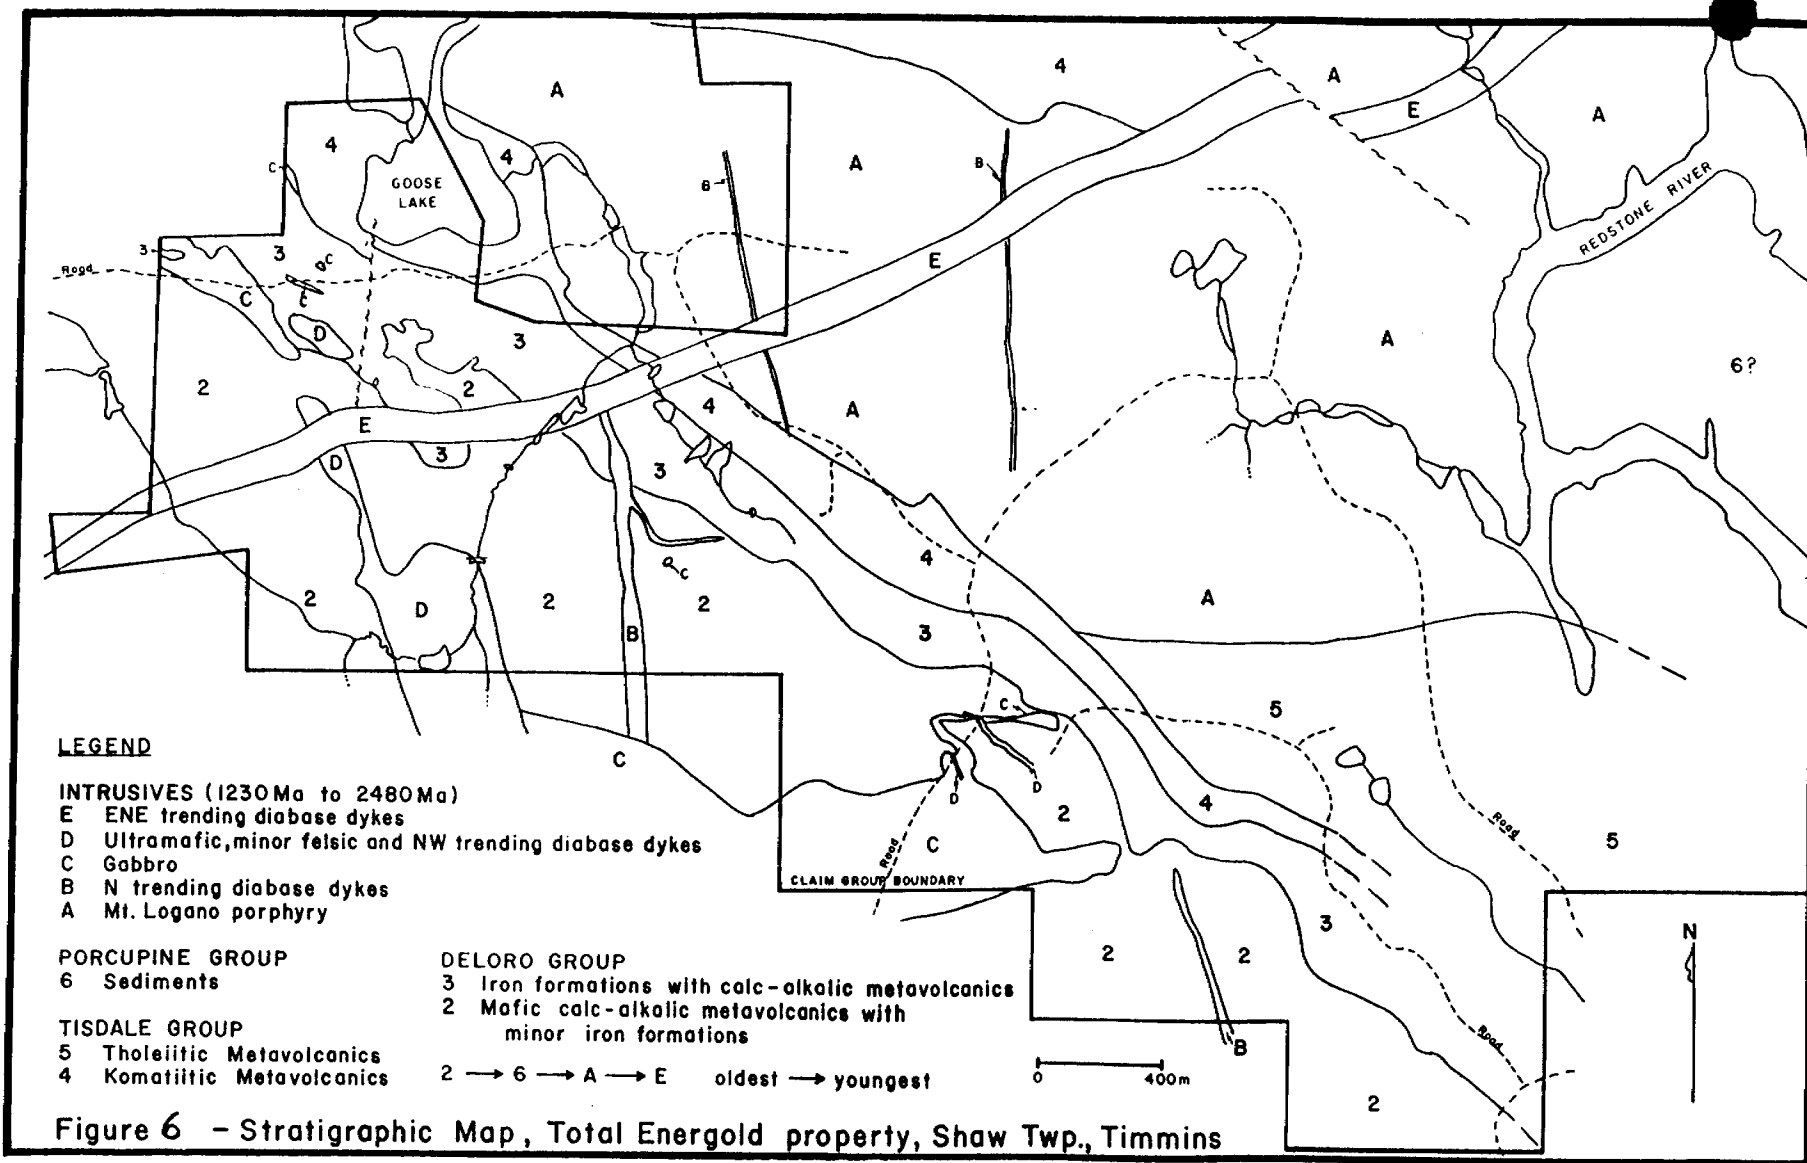 4
A
A
E
A
4
C
4
GOOSE
LAKE
B
A
B
REDSTONE RIVER
3
3
C
Road
C
E
E
D
3
A
6?
2
2
4
A
E
3
D
3
4
C
2
D
2
2
B
3
A
C
5
C
D
D
2
4
C
Road
Road
5
CLAIM GROUP BOUNDARY
3
2
2
N
B
Road
2
0 400m
LEGEND
INTRUSIVES (1230Ma to 2480Ma)
E ENE trending diabase dykes
D Ultramafic, minor felsic and NW trending diabase dykes
C Gabbro
B N trending diabase dykes
A Mt. Logano porphyry
PORCUPINE GROUP
6 Sediments
TISDALE GROUP
5 Tholeiitic Metavolcanics
4 Komatiitic Metavolcanics
DELORO GROUP
3 Iron formations with calc-alkalic metavolcanics
2 Mafic calc-alkalic metavolcanics with
minor iron formations
2 → 6 → A → E oldest → youngest
Figure 6 - Stratigraphic Map, Total Energold property, Shaw Twp., Timmins